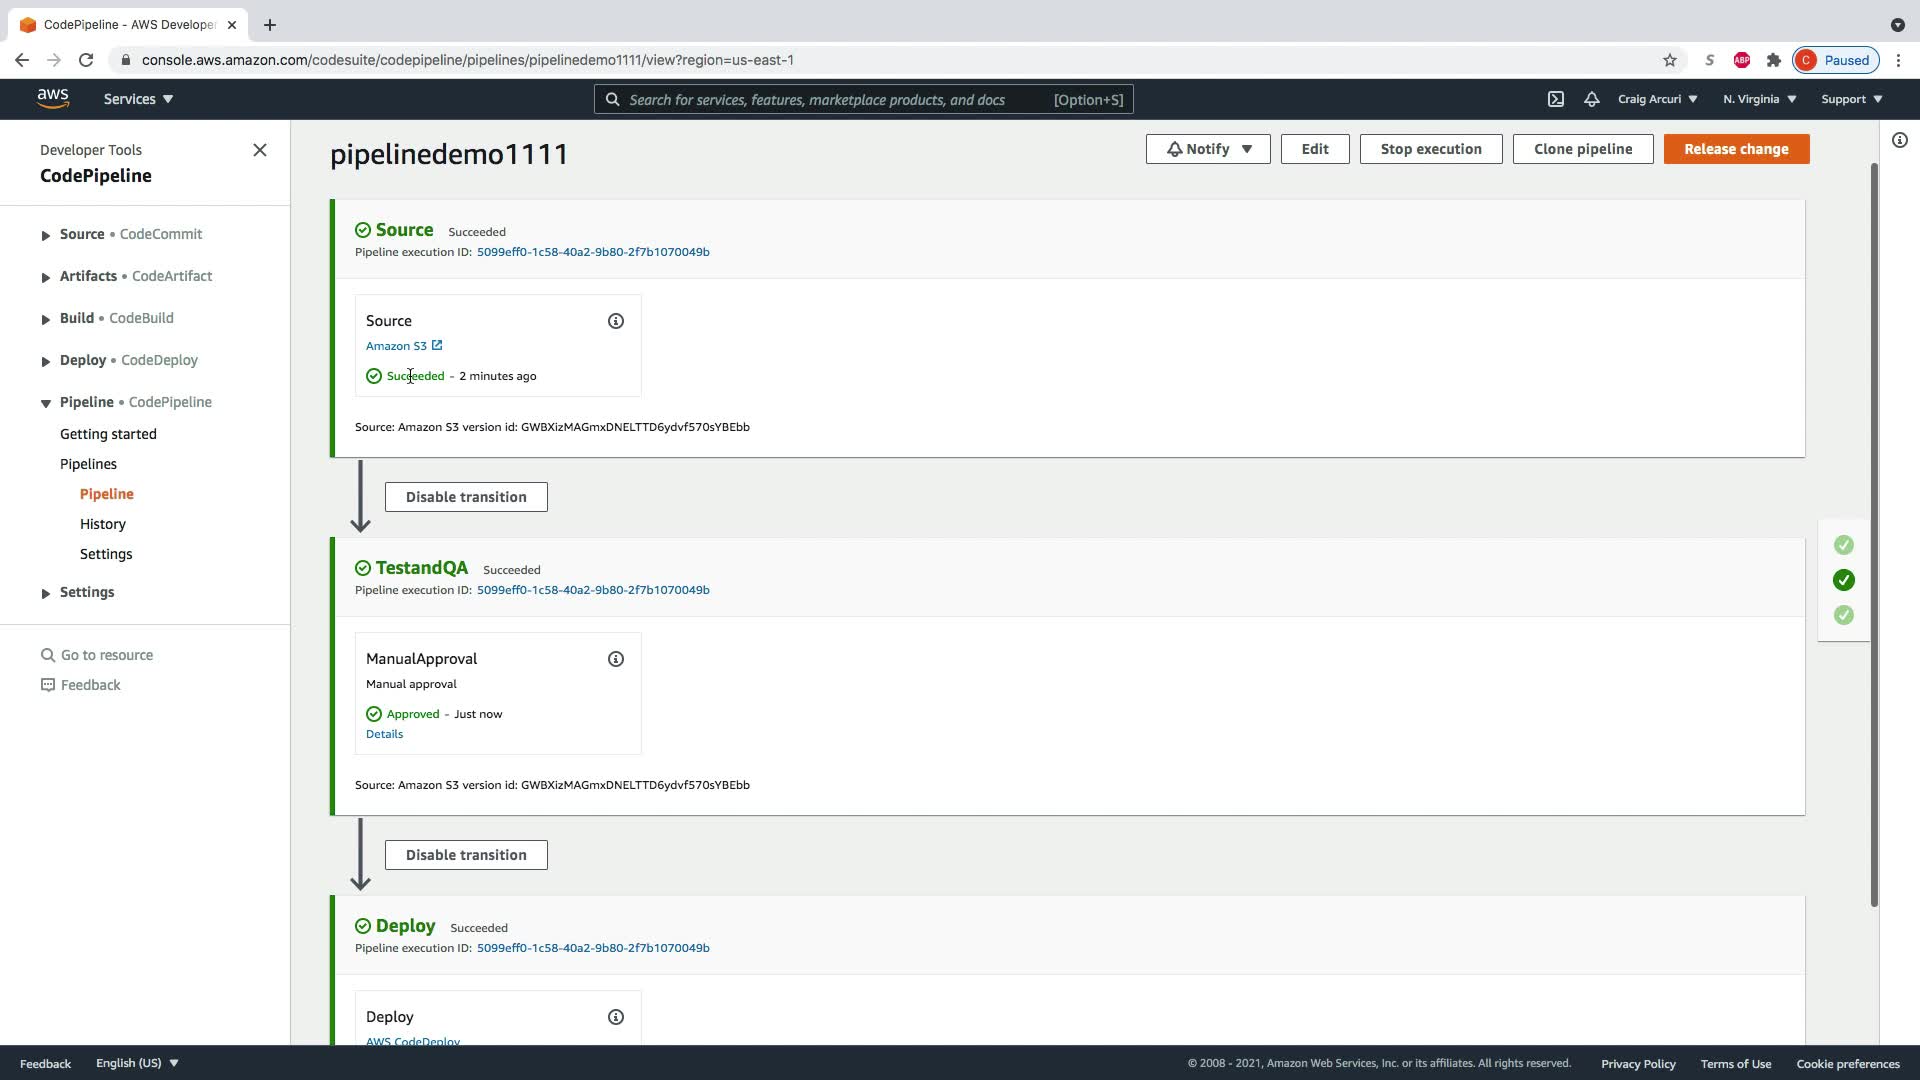 CodePipeline - AWS Develope
console.aws.amazon.com/codesuite/codepipeline/pipelines/pipelinedemo1111/view?region=us-east-1
S
ABP
C Paused
aws
Services
Search for services, features, marketplace products, and docs [Option+S]
Craig Arcuri
N. Virginia
Support
Developer Tools
CodePipeline
Source • CodeCommit
Artifacts • CodeArtifact
Build • CodeBuild
Deploy • CodeDeploy
Pipeline • CodePipeline
Getting started
Pipelines
Pipeline
History
Settings
Settings
Go to resource
Feedback
pipelinedemo1111
Notify
Edit
Stop execution
Clone pipeline
Release change
Source Succeeded
Pipeline execution ID: 5099eff0-1c58-40a2-9b80-2f7b1070049b
Source
Amazon S3
Succeeded - 2 minutes ago
Source: Amazon S3 version id: GWBXizMAGmxDNELTTD6ydvf570sYBEbb
Disable transition
TestandQA Succeeded
Pipeline execution ID: 5099eff0-1c58-40a2-9b80-2f7b1070049b
ManualApproval
Manual approval
Approved - Just now
Details
Source: Amazon S3 version id: GWBXizMAGmxDNELTTD6ydvf570sYBEbb
Disable transition
Deploy Succeeded
Pipeline execution ID: 5099eff0-1c58-40a2-9b80-2f7b1070049b
Deploy
AWS CodeDeploy
Feedback
English (US)
© 2008 - 2021, Amazon Web Services, Inc. or its affiliates. All rights reserved.
Privacy Policy
Terms of Use
Cookie preferences